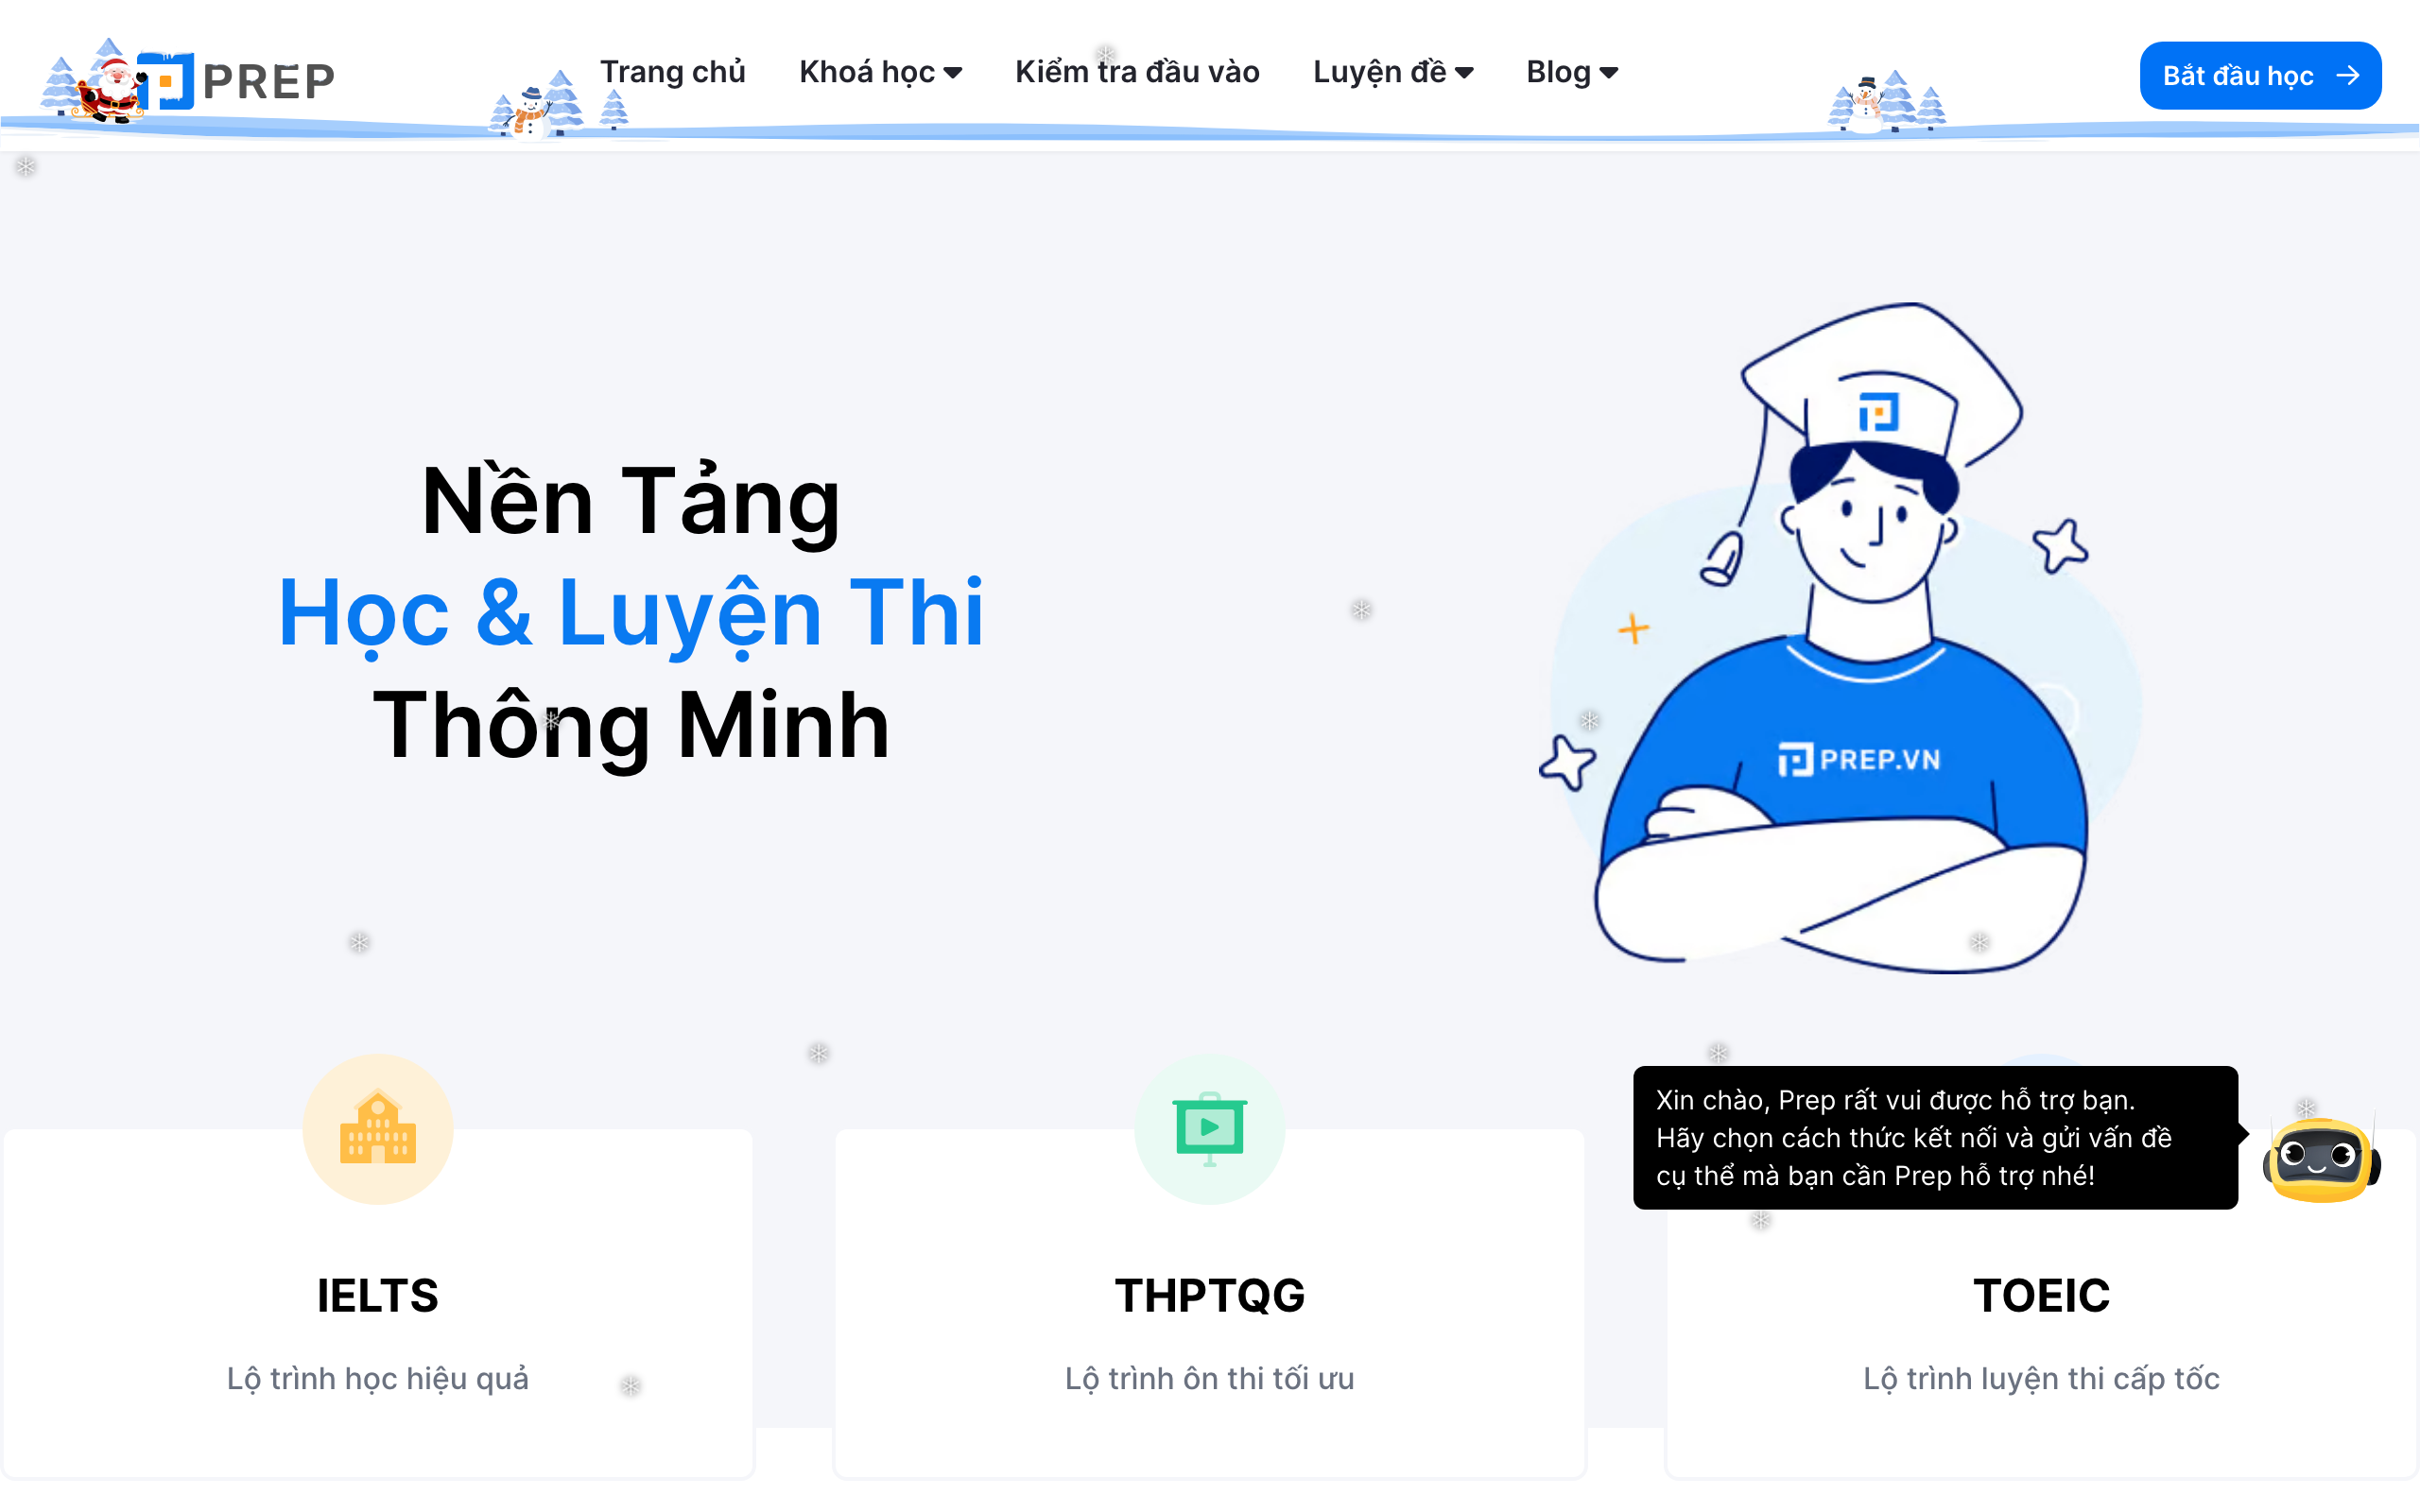 PREP
Trang chủ
Khoá học
Kiểm tra đầu vào
Luyện đề
Blog
Bắt đầu học
Nền Tảng
Học & Luyện Thi
Thông Minh
PREP.VN
Xin chào, Prep rất vui được hỗ trợ bạn.
Hãy chọn cách thức kết nối và gửi vấn đề
cụ thể mà bạn cần Prep hỗ trợ nhé!
IELTS
Lộ trình học hiệu quả
THPTQG
Lộ trình ôn thi tối ưu
TOEIC
Lộ trình luyện thi cấp tốc